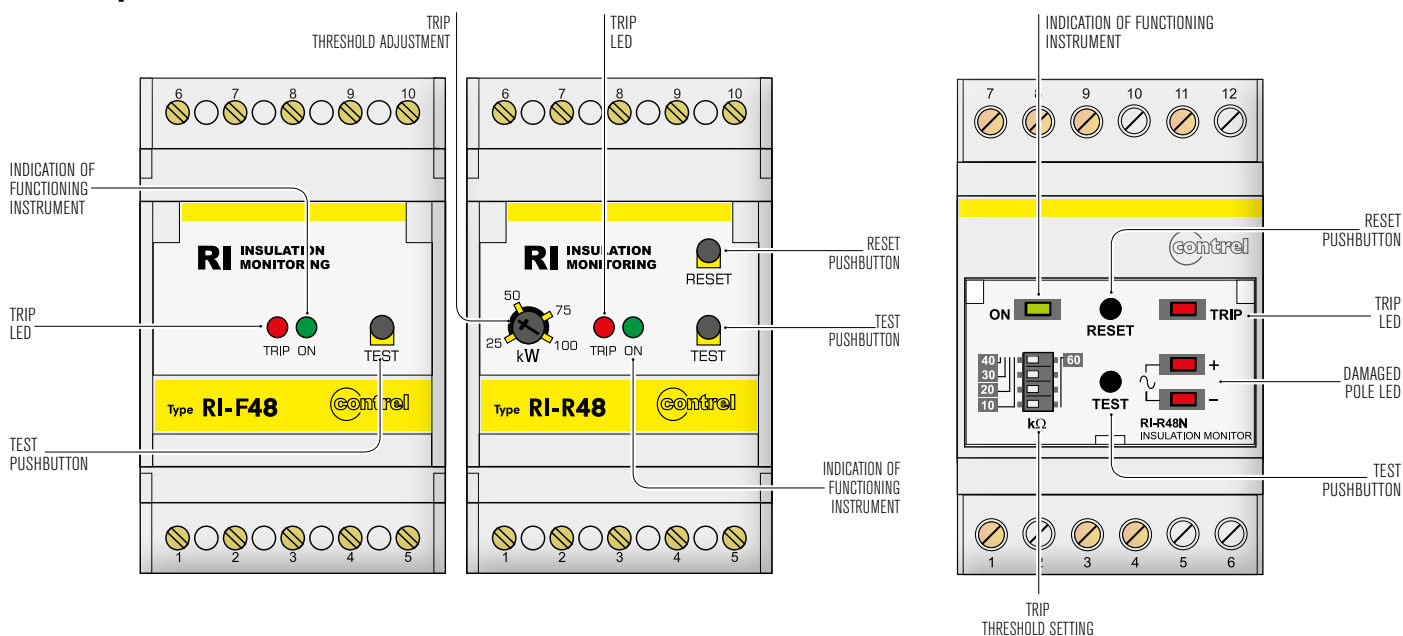 TRIP
THRESHOLD ADJUSTMENT
TRIP
LED
INDICATION OF FUNCTIONING
INSTRUMENT
6 7 8 9 10
INDICATION OF
FUNCTIONING
INSTRUMENT
RI INSULATION
MONITORING
TRIP
LED
TRIP ON
TEST
Type RI-F48 contrel
TEST
PUSHBUTTON
1 2 3 4 5
6 7 8 9 10
RI INSULATION
MONITORING
RESET
RESET
PUSHBUTTON
50
75
25
100
kW
TRIP ON
TEST
TEST
PUSHBUTTON
Type RI-R48 contrel
INDICATION OF
FUNCTIONING
INSTRUMENT
1 2 3 4 5
7 8 9 10 11 12
contrel
RESET
PUSHBUTTON
ON
RESET
TRIP
TRIP
LED
40
30
20
10
60
kΩ
TEST
+
–
DAMAGED
POLE LED
RI-R48N
INSULATION MONITOR
TEST
PUSHBUTTON
1 2 3 4 5 6
TRIP
THRESHOLD SETTING